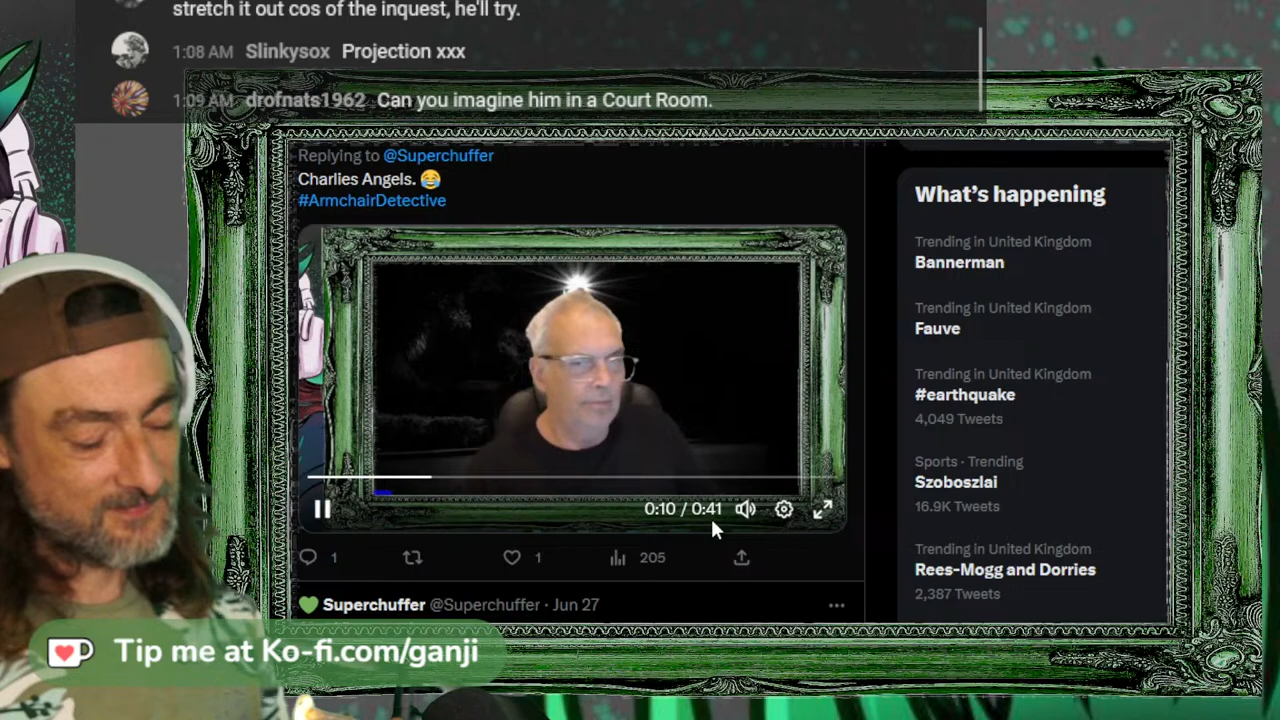 stretch it out cos of the inquest, he'll try.
1:08 AM Slinkysox Projection xxx
1:09 AM drofnats1962 Can you imagine him in a Court Room.
Replying to @Superchuffer
Charlies Angels. 😂
#ArmchairDetective
0:10 / 0:41
1 1 205
Superchuffer @Superchuffer · Jun 27
What's happening
Trending in United Kingdom
Bannerman
Trending in United Kingdom
Fauve
Trending in United Kingdom
#earthquake
4,049 Tweets
Sports · Trending
Szoboszlai
16.9K Tweets
Trending in United Kingdom
Rees-Mogg and Dorries
2,387 Tweets
Tip me at Ko-fi.com/ganji